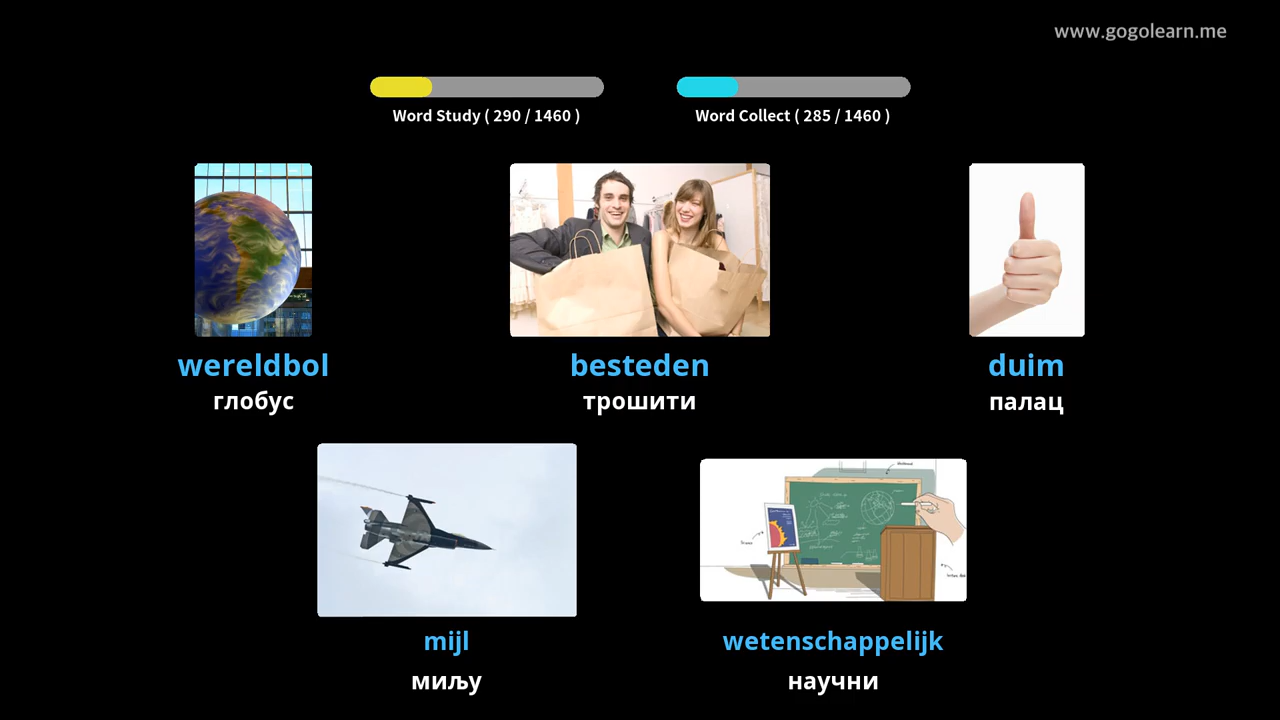 www.gogolearn.me
Word Study ( 290 / 1460 )
Word Collect ( 285 / 1460 )
wereldbol
глобус
besteden
трошити
duim
палац
mijl
миљу
wetenschappelijk
научни